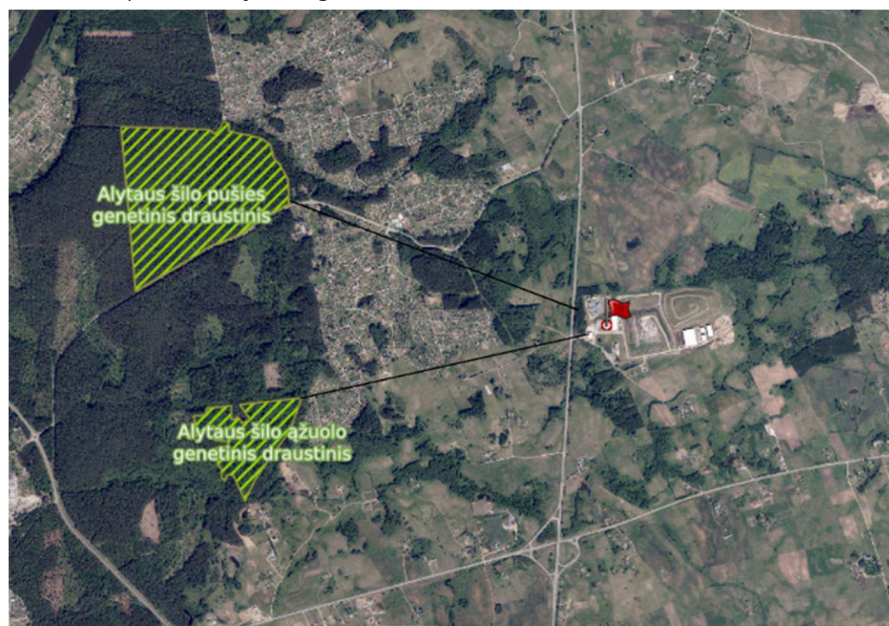 Alytaus šilo pušies
genetinis draustinis
Alytaus šilo ąžuolo
genetinis draustinis